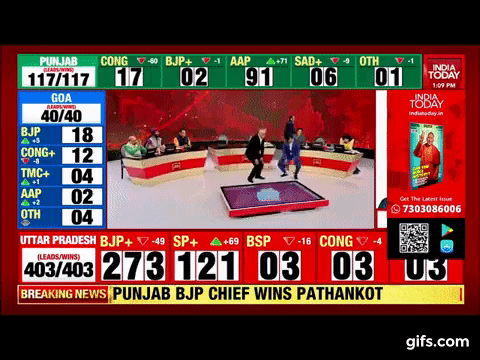 PUNJAB
(LEADS/WINS)
117/117
CONG -60
17
BJP+ -1
02
AAP +71
91
SAD+ -9
06
OTH -1
01
INDIA
TODAY
1:09 PM
GOA
(LEADS/WINS)
40/40
BJP 18
+5
CONG+ 12
-8
TMC+ 04
+1
AAP 02
+2
OTH 04
INDIA
TODAY
indiatoday.in
Get The Latest Issue
7303086006
UTTAR PRADESH
(LEADS/WINS)
403/403
BJP+ -49
273
SP+ +69
121
BSP -16
03
CONG -4
03
03
BREAKING NEWS
PUNJAB BJP CHIEF WINS PATHANKOT
gifs.com